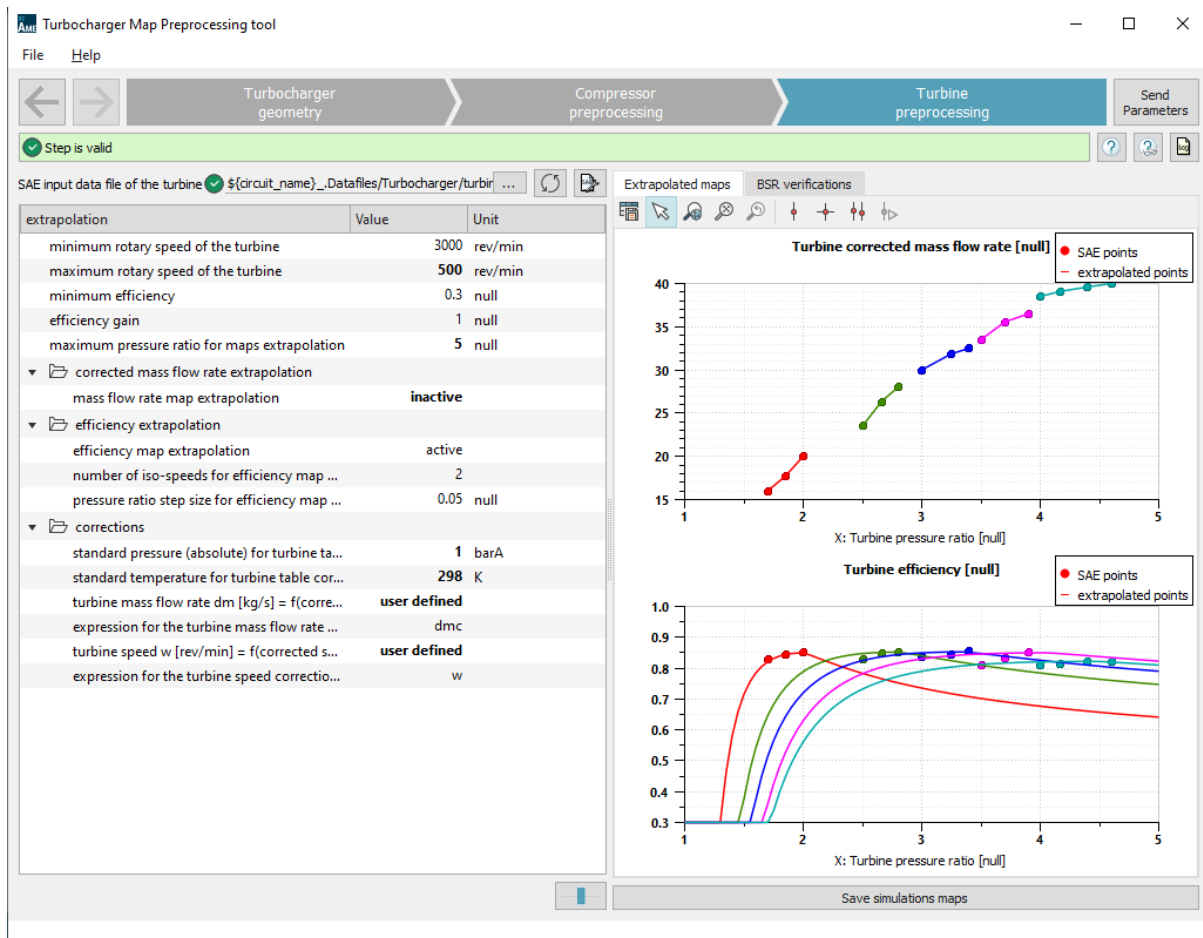 AME Turbocharger Map Preprocessing tool
File Help
Turbocharger geometry
Compressor preprocessing
Turbine preprocessing
Send Parameters
Step is valid
SAE input data file of the turbine ${circuit_name}_.Datafiles/Turbocharger/turbir ...
extrapolation Value Unit
minimum rotary speed of the turbine 3000 rev/min
maximum rotary speed of the turbine 500 rev/min
minimum efficiency 0.3 null
efficiency gain 1 null
maximum pressure ratio for maps extrapolation 5 null
corrected mass flow rate extrapolation
mass flow rate map extrapolation inactive
efficiency extrapolation
efficiency map extrapolation active
number of iso-speeds for efficiency map ... 2
pressure ratio step size for efficiency map ... 0.05 null
corrections
standard pressure (absolute) for turbine ta... 1 barA
standard temperature for turbine table cor... 298 K
turbine mass flow rate dm [kg/s] = f(corre... user defined
expression for the turbine mass flow rate ... dmc
turbine speed w [rev/min] = f(corrected s... user defined
expression for the turbine speed correctio... w
Extrapolated maps BSR verifications
Turbine corrected mass flow rate [null]
SAE points
extrapolated points
40
35
30
25
20
15
1 2 3 4 5
X: Turbine pressure ratio [null]
Turbine efficiency [null]
SAE points
extrapolated points
1.0
0.9
0.8
0.7
0.6
0.5
0.4
0.3
1 2 3 4 5
X: Turbine pressure ratio [null]
Save simulations maps